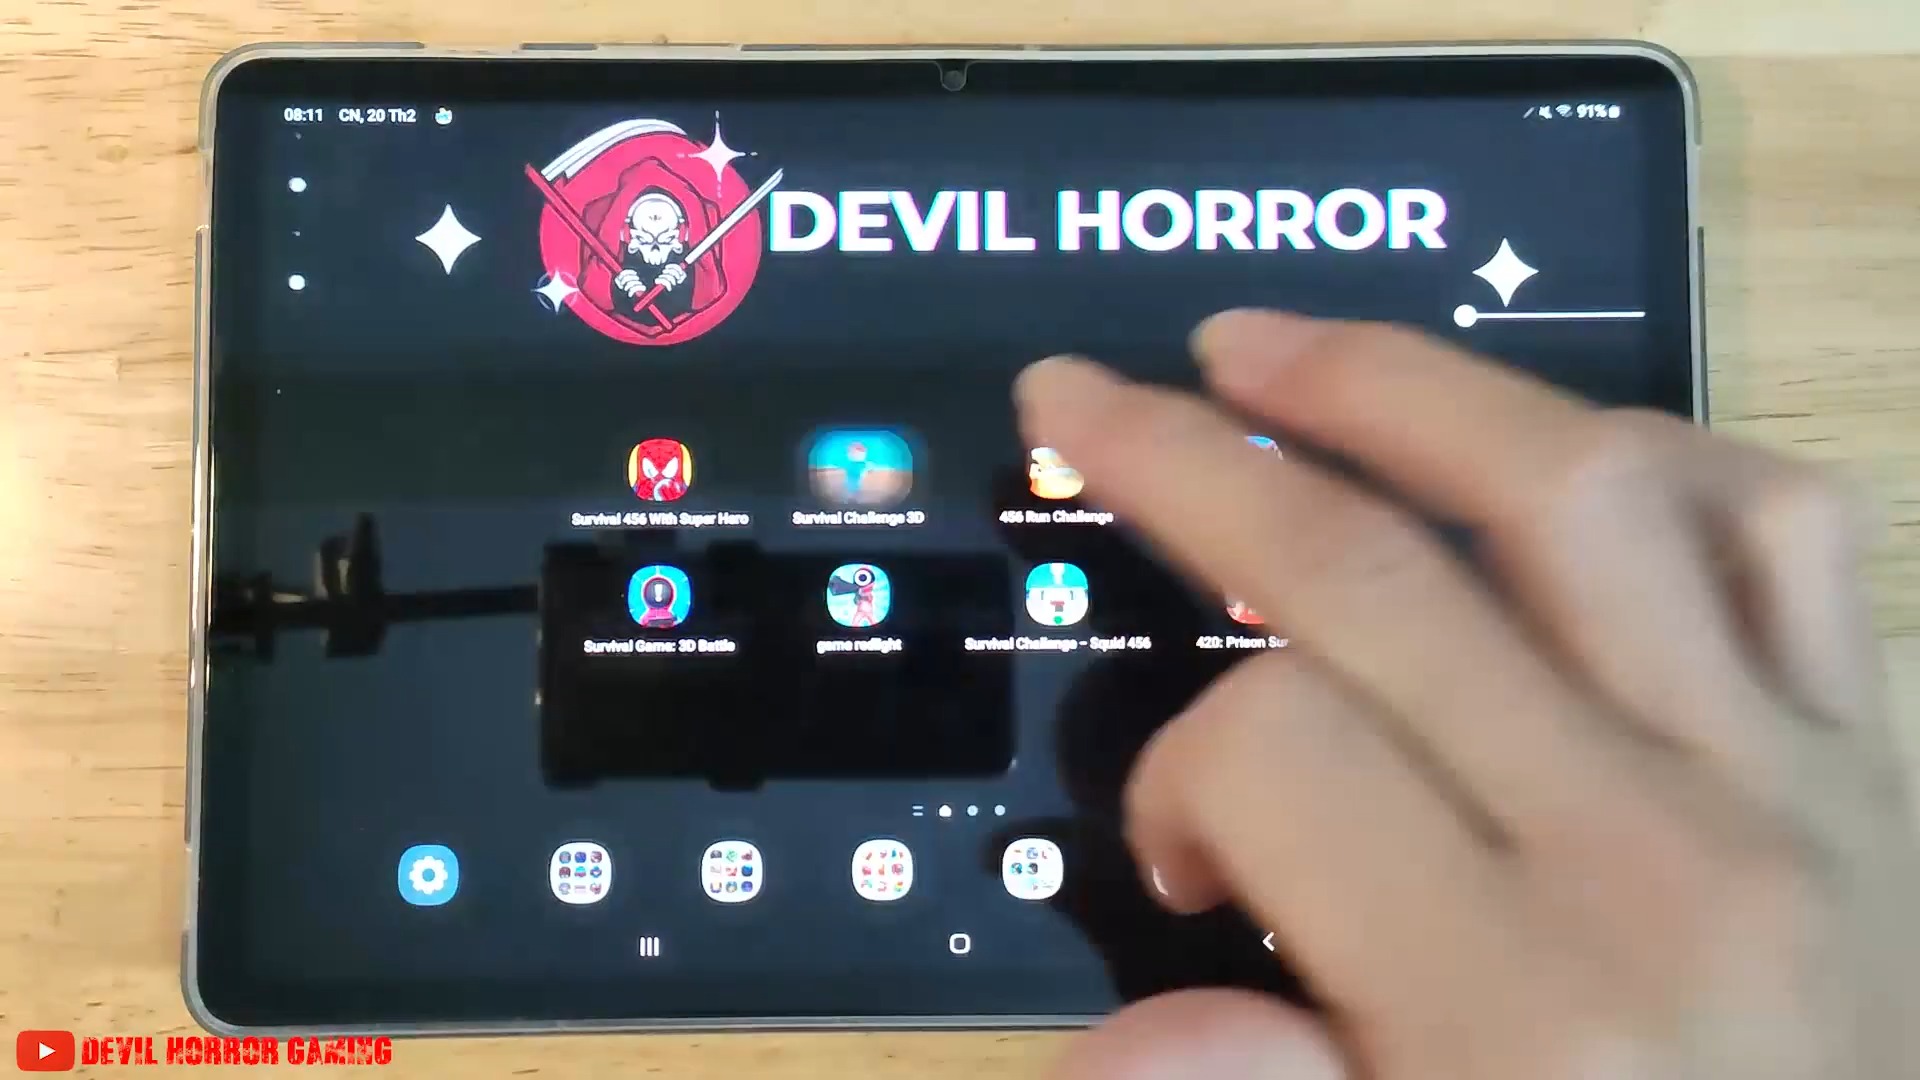 08:11 CN, 20 Th2
91%
DEVIL HORROR
Survival 456 With Super Hero
Survival Challenge 3D
456 Run Challenge
Survival Game: 3D Battle
game redlight
Survival Challenge - Squid 456
420: Prison Sur
DEVIL HORROR GAMING